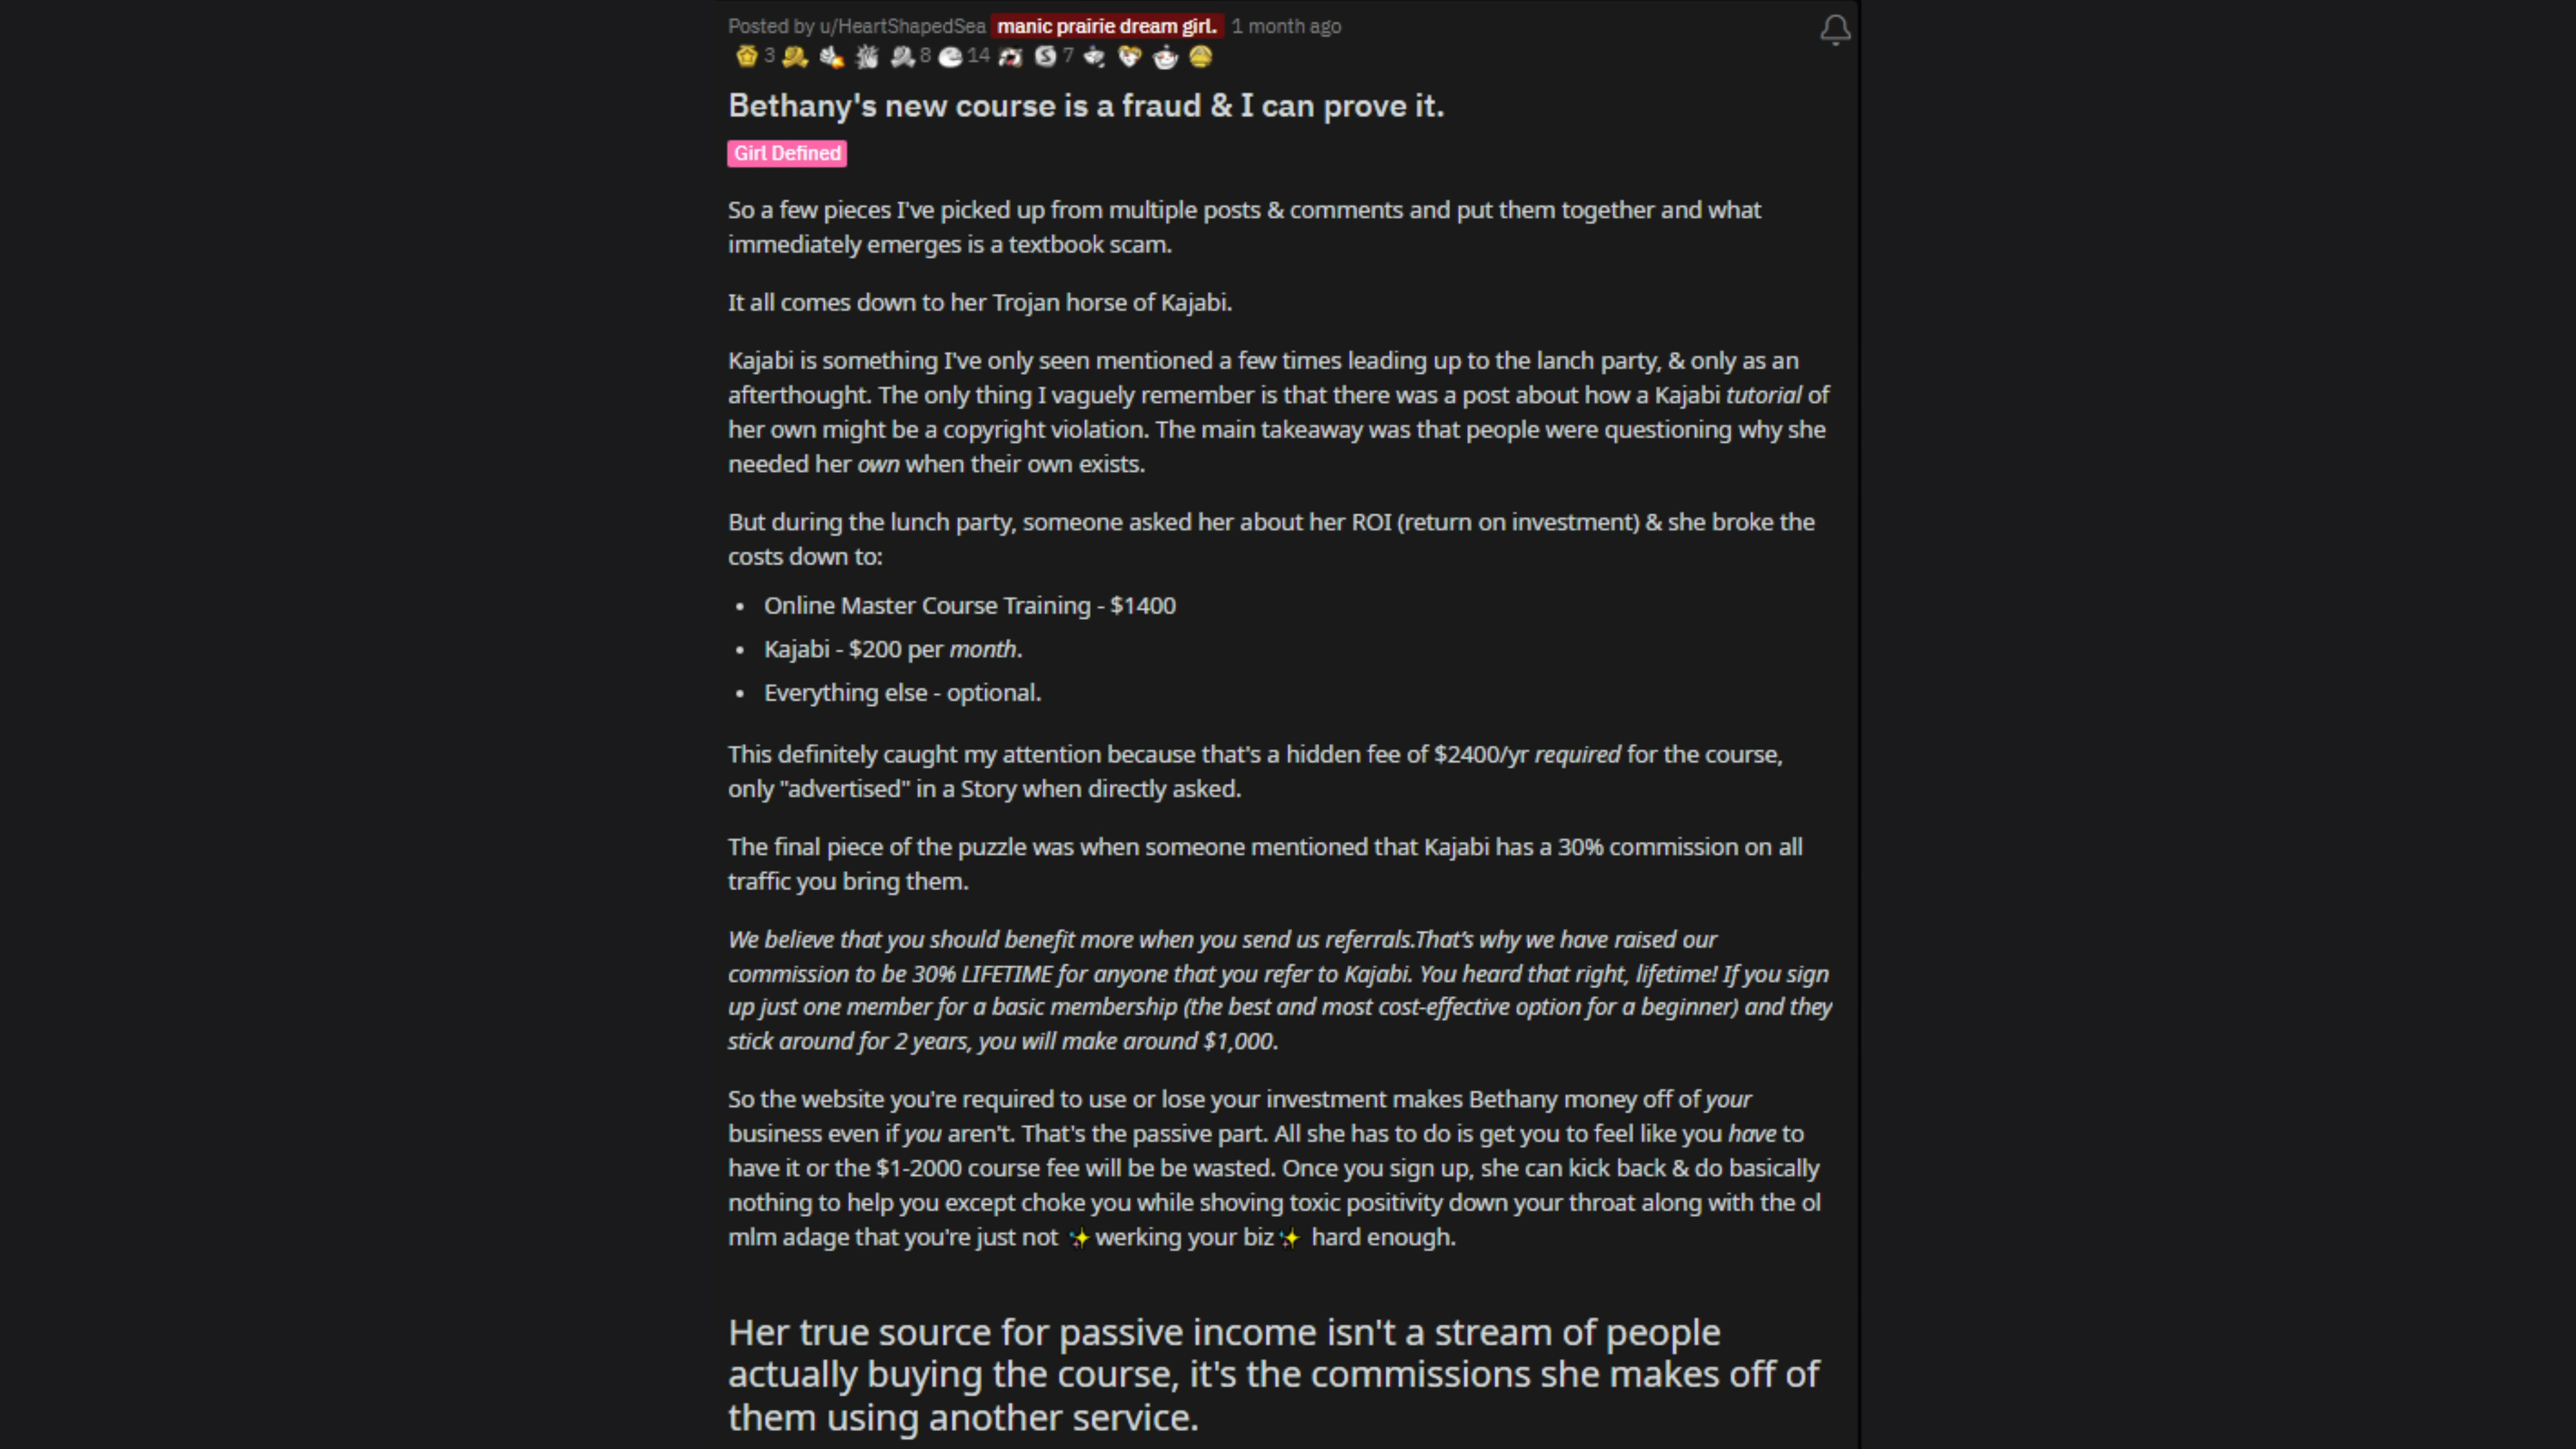 Posted by u/HeartShapedSea manic prairie dream girl. 1 month ago
3 8 14 7
Bethany's new course is a fraud & I can prove it.
Girl Defined
So a few pieces I've picked up from multiple posts & comments and put them together and what
immediately emerges is a textbook scam.
It all comes down to her Trojan horse of Kajabi.
Kajabi is something I've only seen mentioned a few times leading up to the lanch party, & only as an
afterthought. The only thing I vaguely remember is that there was a post about how a Kajabi tutorial of
her own might be a copyright violation. The main takeaway was that people were questioning why she
needed her own when their own exists.
But during the lunch party, someone asked her about her ROI (return on investment) & she broke the
costs down to:
• Online Master Course Training - $1400
• Kajabi - $200 per month.
• Everything else - optional.
This definitely caught my attention because that's a hidden fee of $2400/yr required for the course,
only "advertised" in a Story when directly asked.
The final piece of the puzzle was when someone mentioned that Kajabi has a 30% commission on all
traffic you bring them.
We believe that you should benefit more when you send us referrals.That's why we have raised our
commission to be 30% LIFETIME for anyone that you refer to Kajabi. You heard that right, lifetime! If you sign
up just one member for a basic membership (the best and most cost-effective option for a beginner) and they
stick around for 2 years, you will make around $1,000.
So the website you're required to use or lose your investment makes Bethany money off of your
business even if you aren't. That's the passive part. All she has to do is get you to feel like you have to
have it or the $1-2000 course fee will be be wasted. Once you sign up, she can kick back & do basically
nothing to help you except choke you while shoving toxic positivity down your throat along with the ol
mlm adage that you're just not ✨werking your biz✨ hard enough.
Her true source for passive income isn't a stream of people
actually buying the course, it's the commissions she makes off of
them using another service.